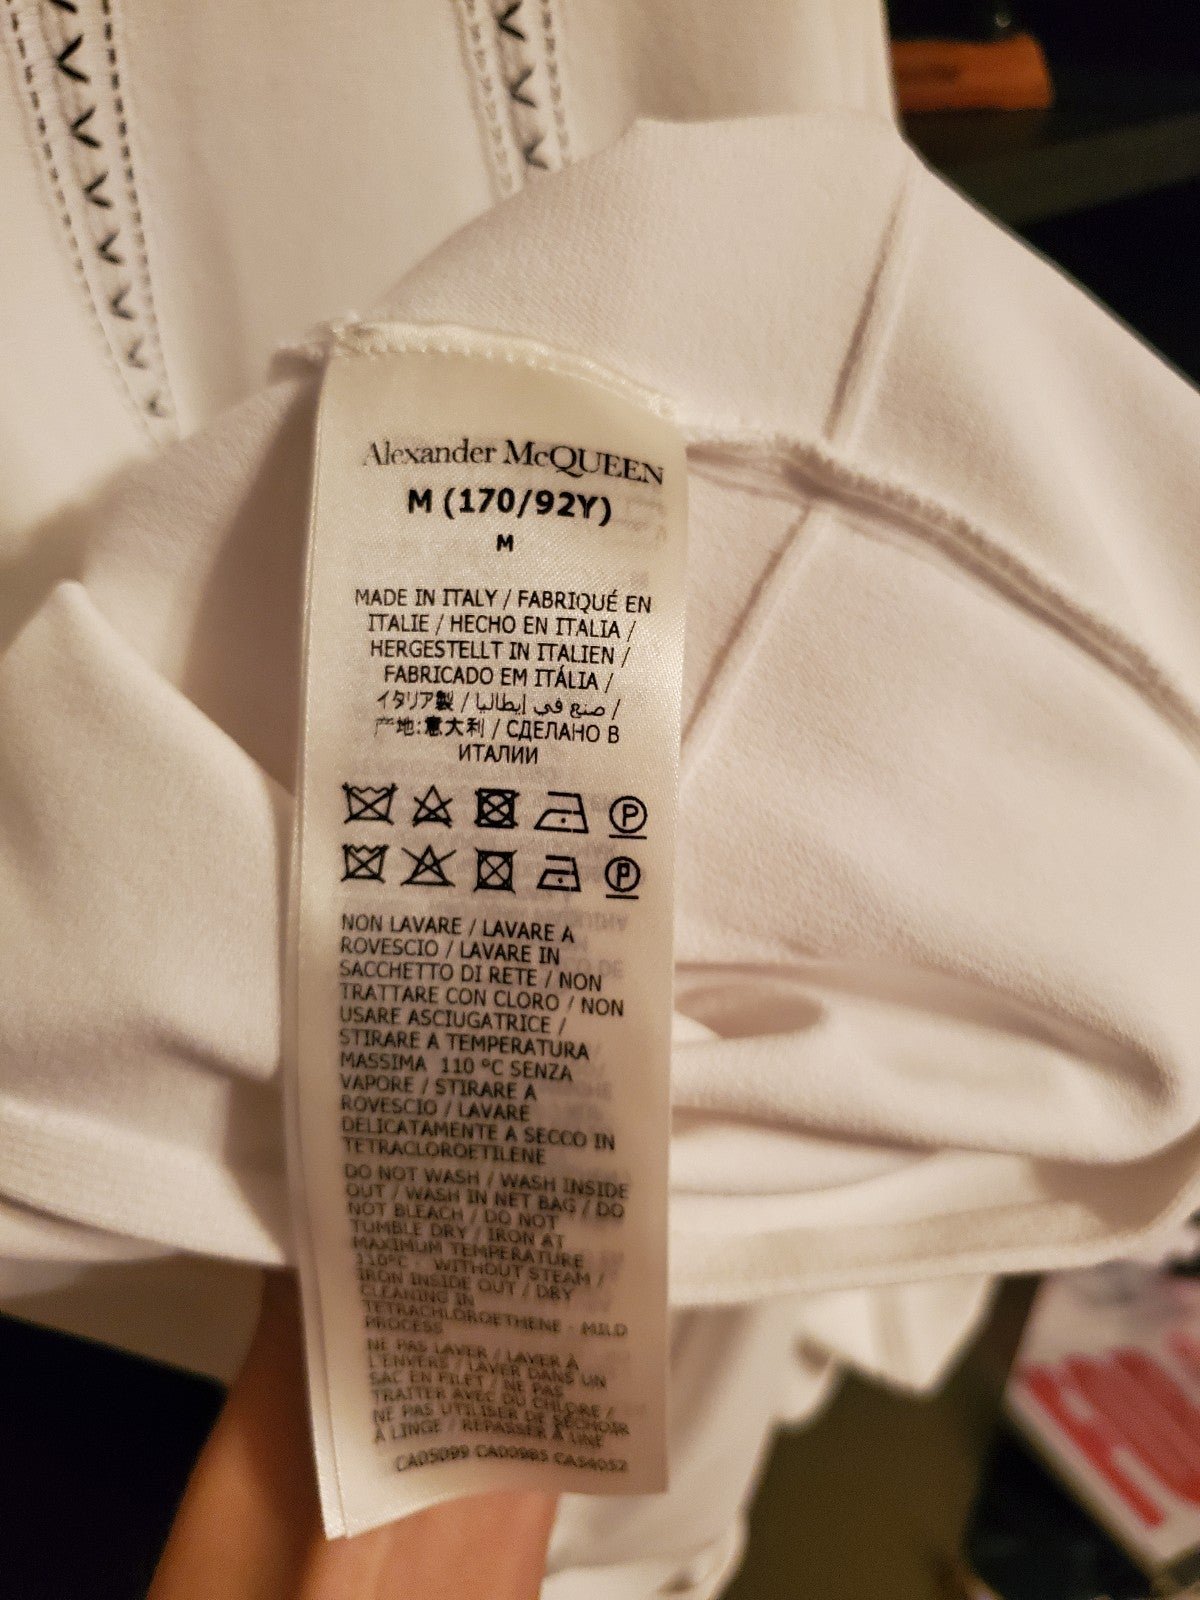 Alexander McQUEEN
M (170/92Y)
M
MADE IN ITALY / FABRIQUÉ EN
ITALIE / HECHO EN ITALIA /
HERGESTELLT IN ITALIEN /
FABRICADO EM ITÁLIA /
イタリア製 / صنع في إيطاليا /
产地:意大利 / СДЕЛАНО В
ИТАЛИИ
P
P
NON LAVARE / LAVARE A
ROVESCIO / LAVARE IN
SACCHETTO DI RETE / NON
TRATTARE CON CLORO / NON
USARE ASCIUGATRICE /
STIRARE A TEMPERATURA
MASSIMA 110 °C SENZA
VAPORE / STIRARE A
ROVESCIO / LAVARE
DELICATAMENTE A SECCO IN
TETRACLOROETILENE
DO NOT WASH / WASH INSIDE
OUT / WASH IN NET BAG / DO
NOT BLEACH / DO NOT
TUMBLE DRY / IRON AT
MAXIMUM TEMPERATURE
110°C - WITHOUT STEAM /
IRON INSIDE OUT / DRY
CLEANING IN
TETRACHLOROETHENE - MILD
PROCESS
NE PAS LAVER / LAVER À
L'ENVERS / LAVER DANS UN
SAC EN FILET / NE PAS
TRAITER AVEC DU CHLORE /
NE PAS UTILISER DE SÉCHOIR
À LINGE / REPASSER À UNE
CA05099 CA00985 CA54052